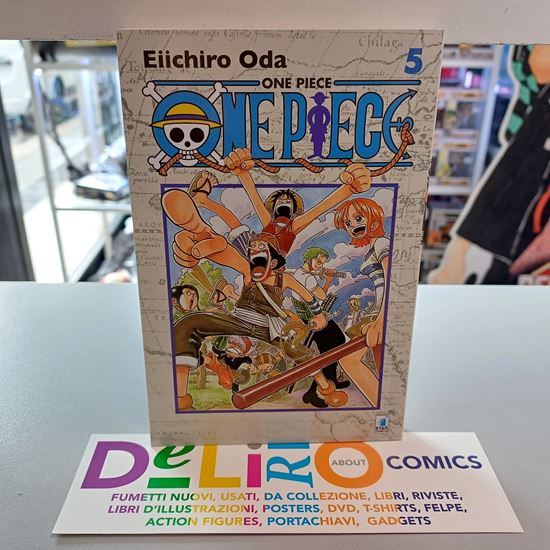 Eiichiro Oda
5
ONE PIECE
ONE PIECE
STAR
DeLiRiO
ABOUT
COMICS
FUMETTI NUOVI, USATI, DA COLLEZIONE, LIBRI, RIVISTE,
LIBRI D'ILLUSTRAZIONI, POSTERS, DVD, T-SHIRTS, FELPE,
ACTION FIGURES, PORTACHIAVI, GADGETS